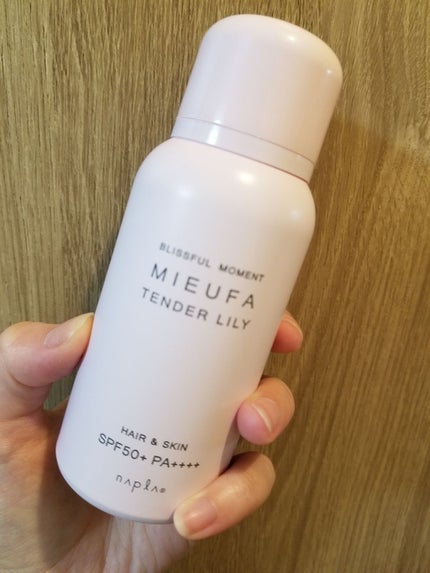 BLISSFUL MOMENT
MIEUFA
TENDER LILY
HAIR & SKIN
SPF50+ PA++++
napla